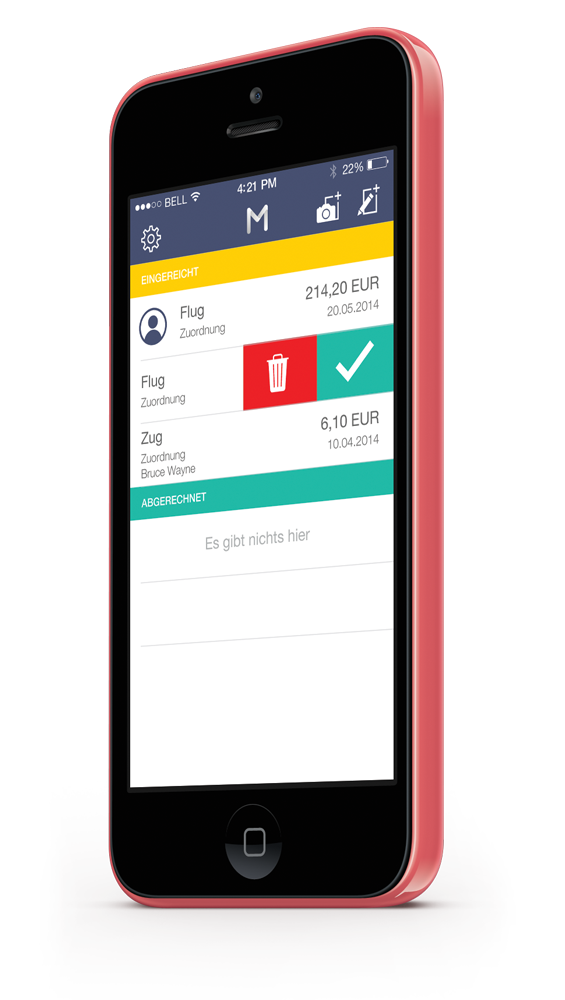 BELL
4:21 PM
22%
M
EINGEREICHT
Flug
214,20 EUR
Zuordnung
20.05.2014
Flug
Zuordnung
Zug
6,10 EUR
Zuordnung
10.04.2014
Bruce Wayne
ABGERECHNET
Es gibt nichts hier